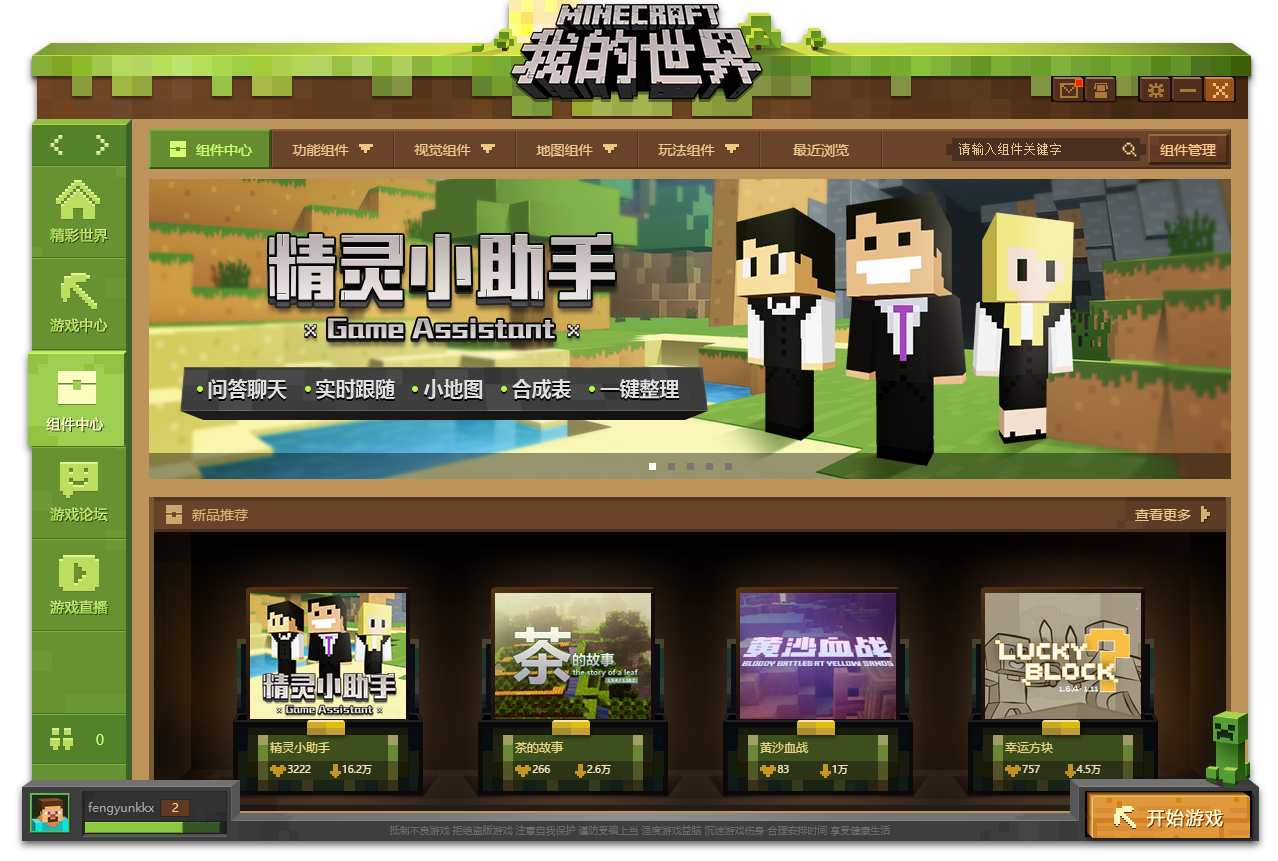 MINECRAFT
我的世界
组件中心 功能组件 视觉组件 地图组件 玩法组件 最近浏览 请输入组件关键字 组件管理
精彩世界
游戏中心
组件中心
游戏论坛
游戏直播
0
精灵小助手
Game Assistant
•问答聊天 •实时跟随 •小地图 •合成表 •一键整理
新品推荐 查看更多
精灵小助手
Game Assistant
茶的故事
the story of a leaf
黄沙血战
BLOODY BATTLES AT YELLOW SANDS
LUCKY
BLOCK
?
1.6.4 - 1.11
精灵小助手 茶的故事 黄沙血战 幸运方块
3222 16.2万 266 2.6万 83 1万 757 4.5万
fengyunkkx 2
开始游戏
抵制不良游戏 拒绝盗版游戏 注意自我保护 谨防受骗上当 适度游戏益脑 沉迷游戏伤身 合理安排时间 享受健康生活